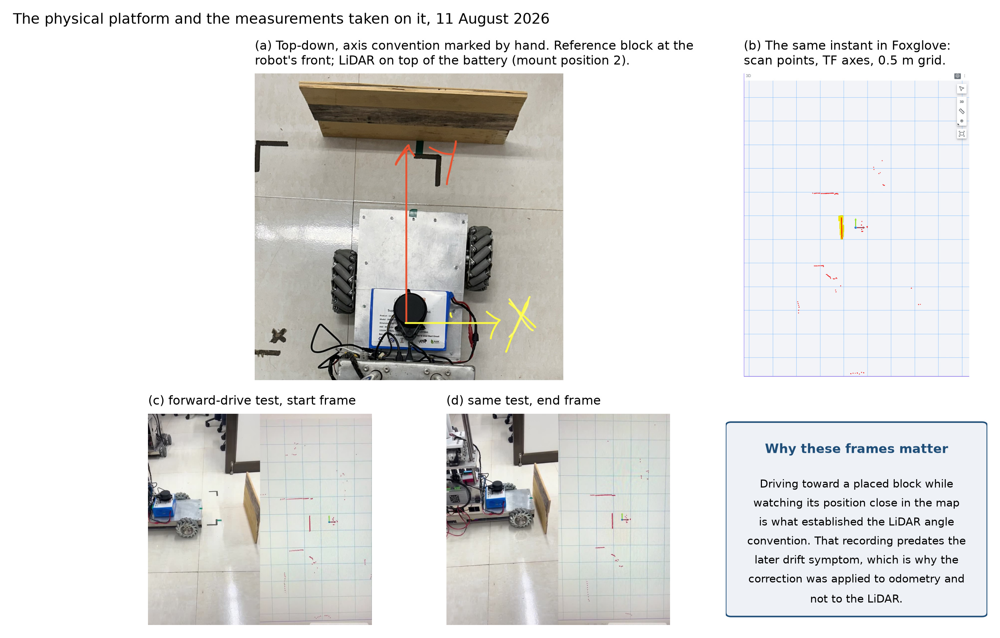 The physical platform and the measurements taken on it, 11 August 2026
(a) Top-down, axis convention marked by hand. Reference block at the
robot's front; LiDAR on top of the battery (mount position 2).
(b) The same instant in Foxglove:
scan points, TF axes, 0.5 m grid.
3D
3D
Y
X
(c) forward-drive test, start frame
(d) same test, end frame
Why these frames matter
Driving toward a placed block while
watching its position close in the map
is what established the LiDAR angle
convention. That recording predates the
later drift symptom, which is why the
correction was applied to odometry and
not to the LiDAR.